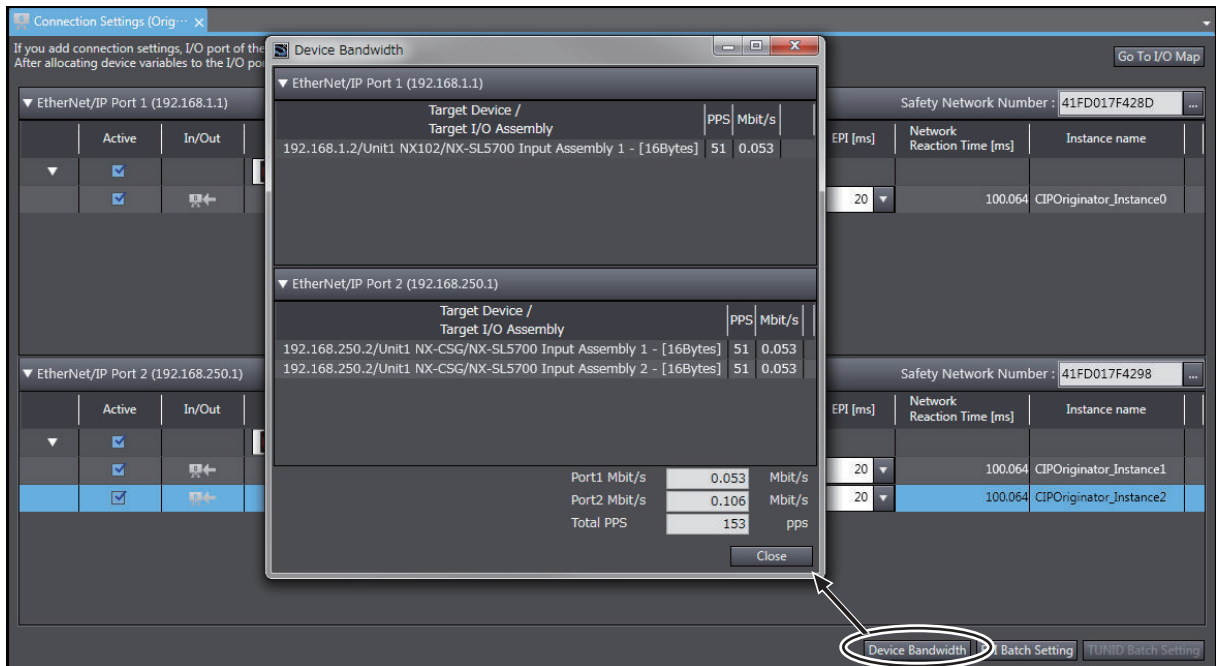 Connection Settings (Orig···
If you add connection settings, I/O port of the
After allocating device variables to the I/O po
Go To I/O Map
▼ EtherNet/IP Port 1 (192.168.1.1)
Safety Network Number : 41FD017F428D ...
Active In/Out EPI [ms] Network Reaction Time [ms] Instance name
20 100.064 CIPOriginator_Instance0
▼ EtherNet/IP Port 2 (192.168.250.1)
Safety Network Number : 41FD017F4298 ...
Active In/Out EPI [ms] Network Reaction Time [ms] Instance name
20 100.064 CIPOriginator_Instance1
20 100.064 CIPOriginator_Instance2
Device Bandwidth
▼ EtherNet/IP Port 1 (192.168.1.1)
Target Device /
Target I/O Assembly PPS Mbit/s
192.168.1.2/Unit1 NX102/NX-SL5700 Input Assembly 1 - [16Bytes] 51 0.053
▼ EtherNet/IP Port 2 (192.168.250.1)
Target Device /
Target I/O Assembly PPS Mbit/s
192.168.250.2/Unit1 NX-CSG/NX-SL5700 Input Assembly 1 - [16Bytes] 51 0.053
192.168.250.2/Unit1 NX-CSG/NX-SL5700 Input Assembly 2 - [16Bytes] 51 0.053
Port1 Mbit/s 0.053 Mbit/s
Port2 Mbit/s 0.106 Mbit/s
Total PPS 153 pps
Close
Device Bandwidth Batch Setting TUNID Batch Setting